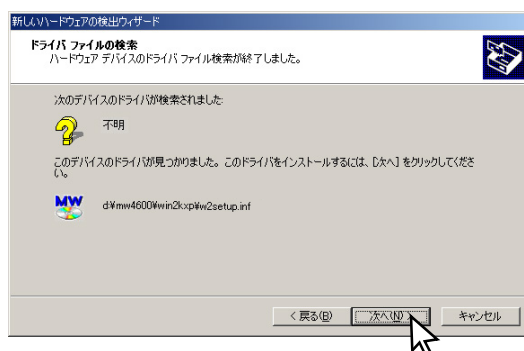 新しいハードウェアの検出ウィザード
ドライバ ファイルの検索
ハードウェア デバイスのドライバ ファイル検索が終了しました。
次のデバイスのドライバが検索されました:
不明
このデバイスのドライバが見つかりました。このドライバをインストールするには、[次へ] をクリックしてくださ
い。
MW
d:¥mw4600¥win2kxp¥w2setup.inf
< 戻る(B)
次へ(N) >
キャンセル